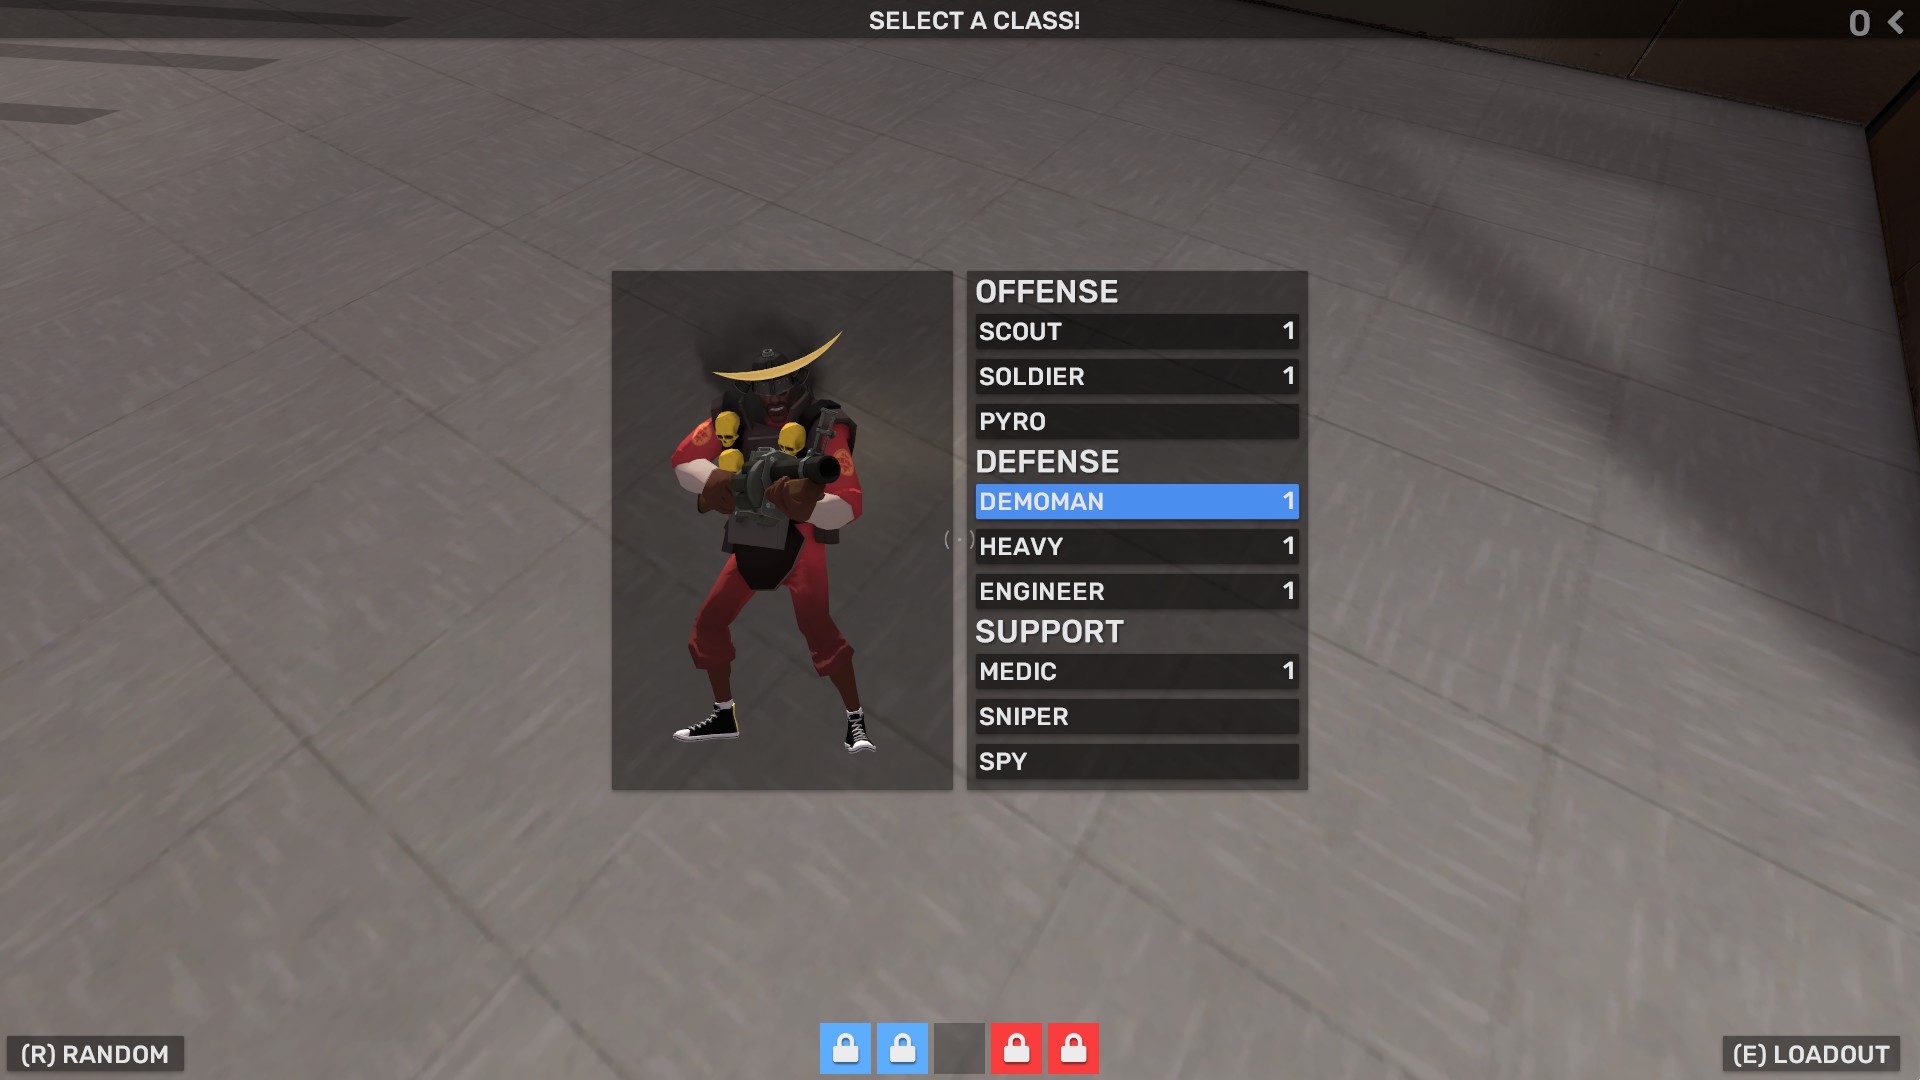 SELECT A CLASS!
0
OFFENSE
SCOUT 1
SOLDIER 1
PYRO
DEFENSE
DEMOMAN 1
HEAVY 1
ENGINEER 1
SUPPORT
MEDIC 1
SNIPER
SPY
(R) RANDOM
(E) LOADOUT